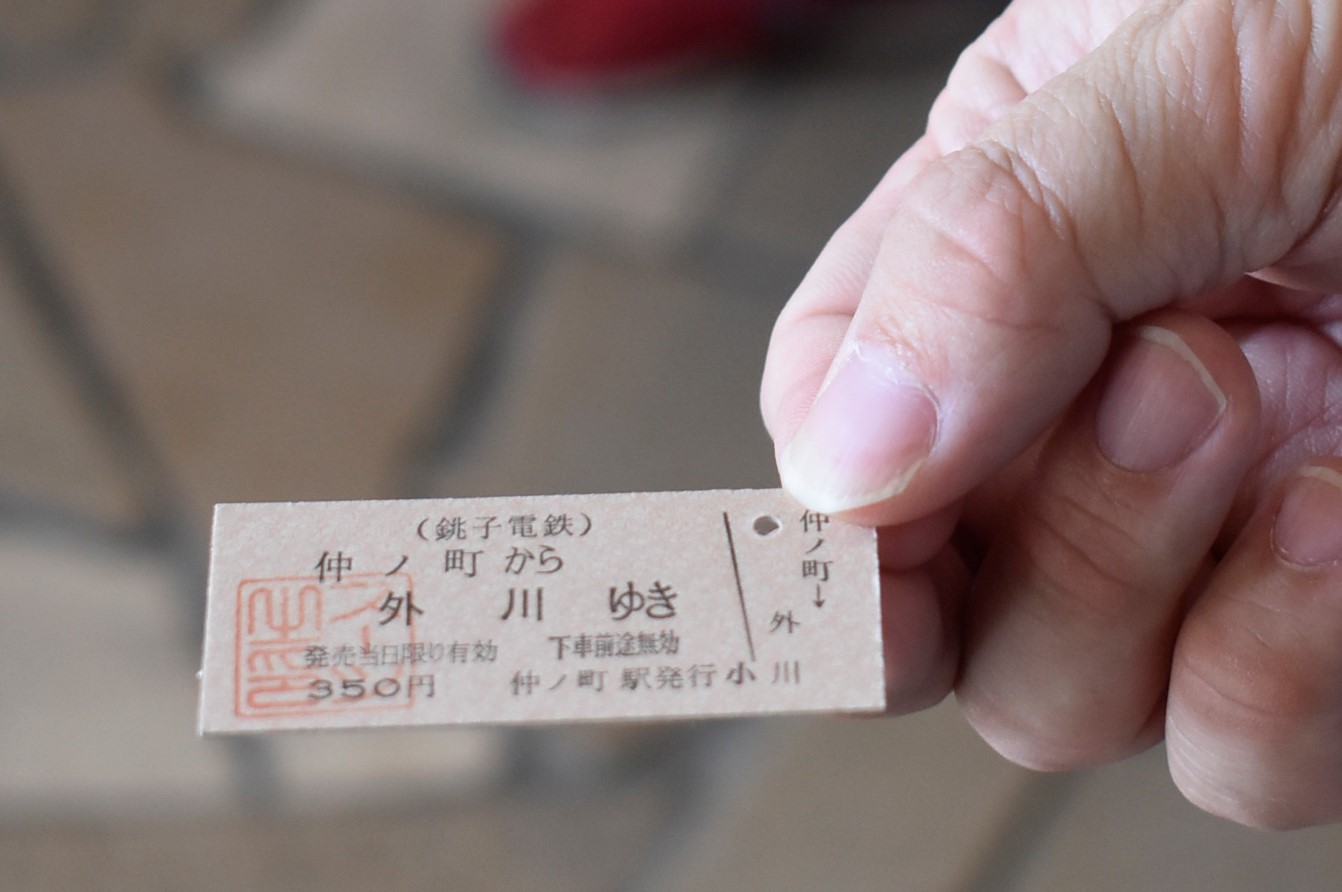 (銚子電鉄)
仲ノ町から
外川ゆき
発売当日限り有効 下車前途無効
350円 仲ノ町駅発行
小
仲ノ町→
外川